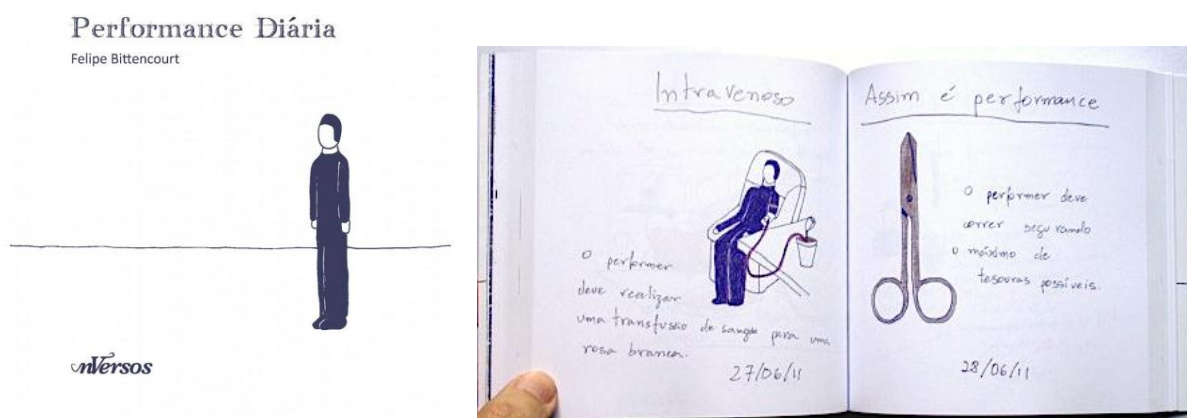 Performance Diária
Felipe Bittencourt
nVersos
Intravenoso
O performer
deve realizar
uma transfusão de sangue para uma
rosa branca.
27/06/11
Assim é performance
O performer deve
correr segurando
o máximo de
tesouras possíveis.
28/06/11